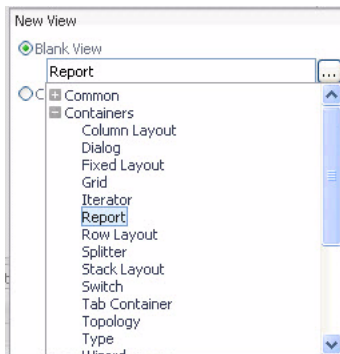 New View
Blank View
Report
...
C
Common
Containers
Column Layout
Dialog
Fixed Layout
Grid
Iterator
Report
Row Layout
Splitter
Stack Layout
Switch
Tab Container
Topology
Type
Wizard